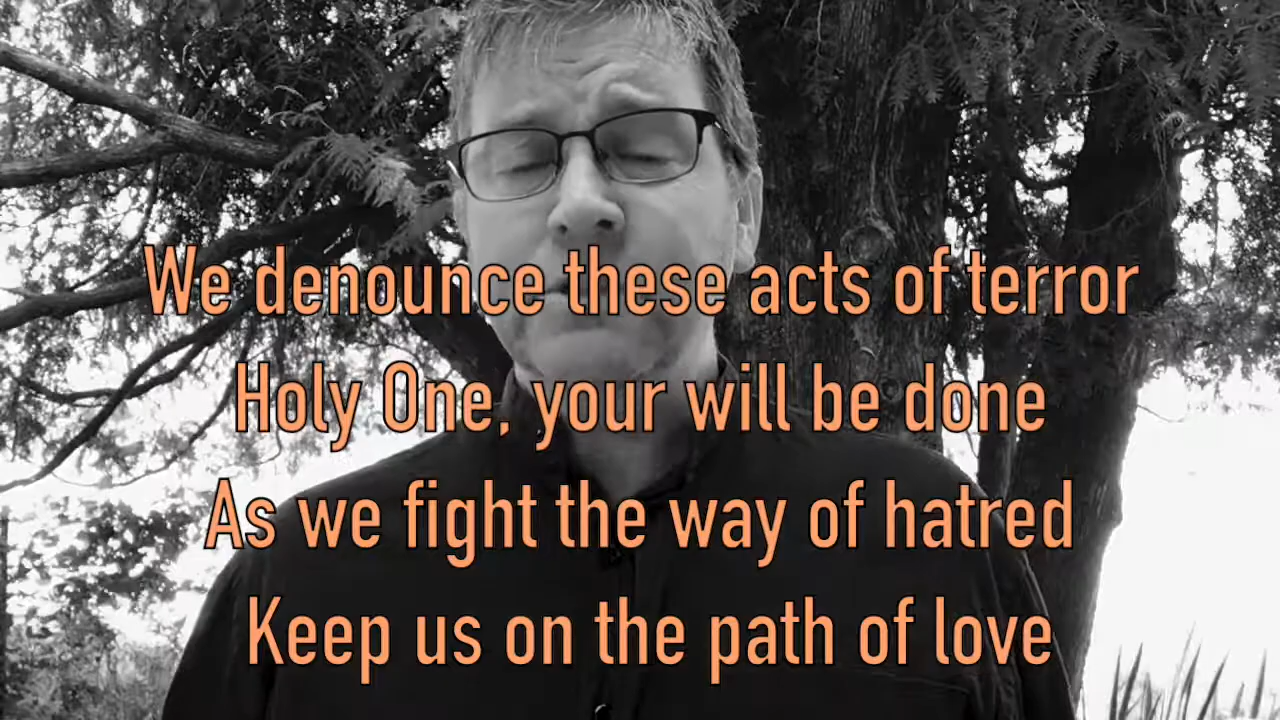 We denounce these acts of terror
Holy One, your will be done
As we fight the way of hatred
Keep us on the path of love